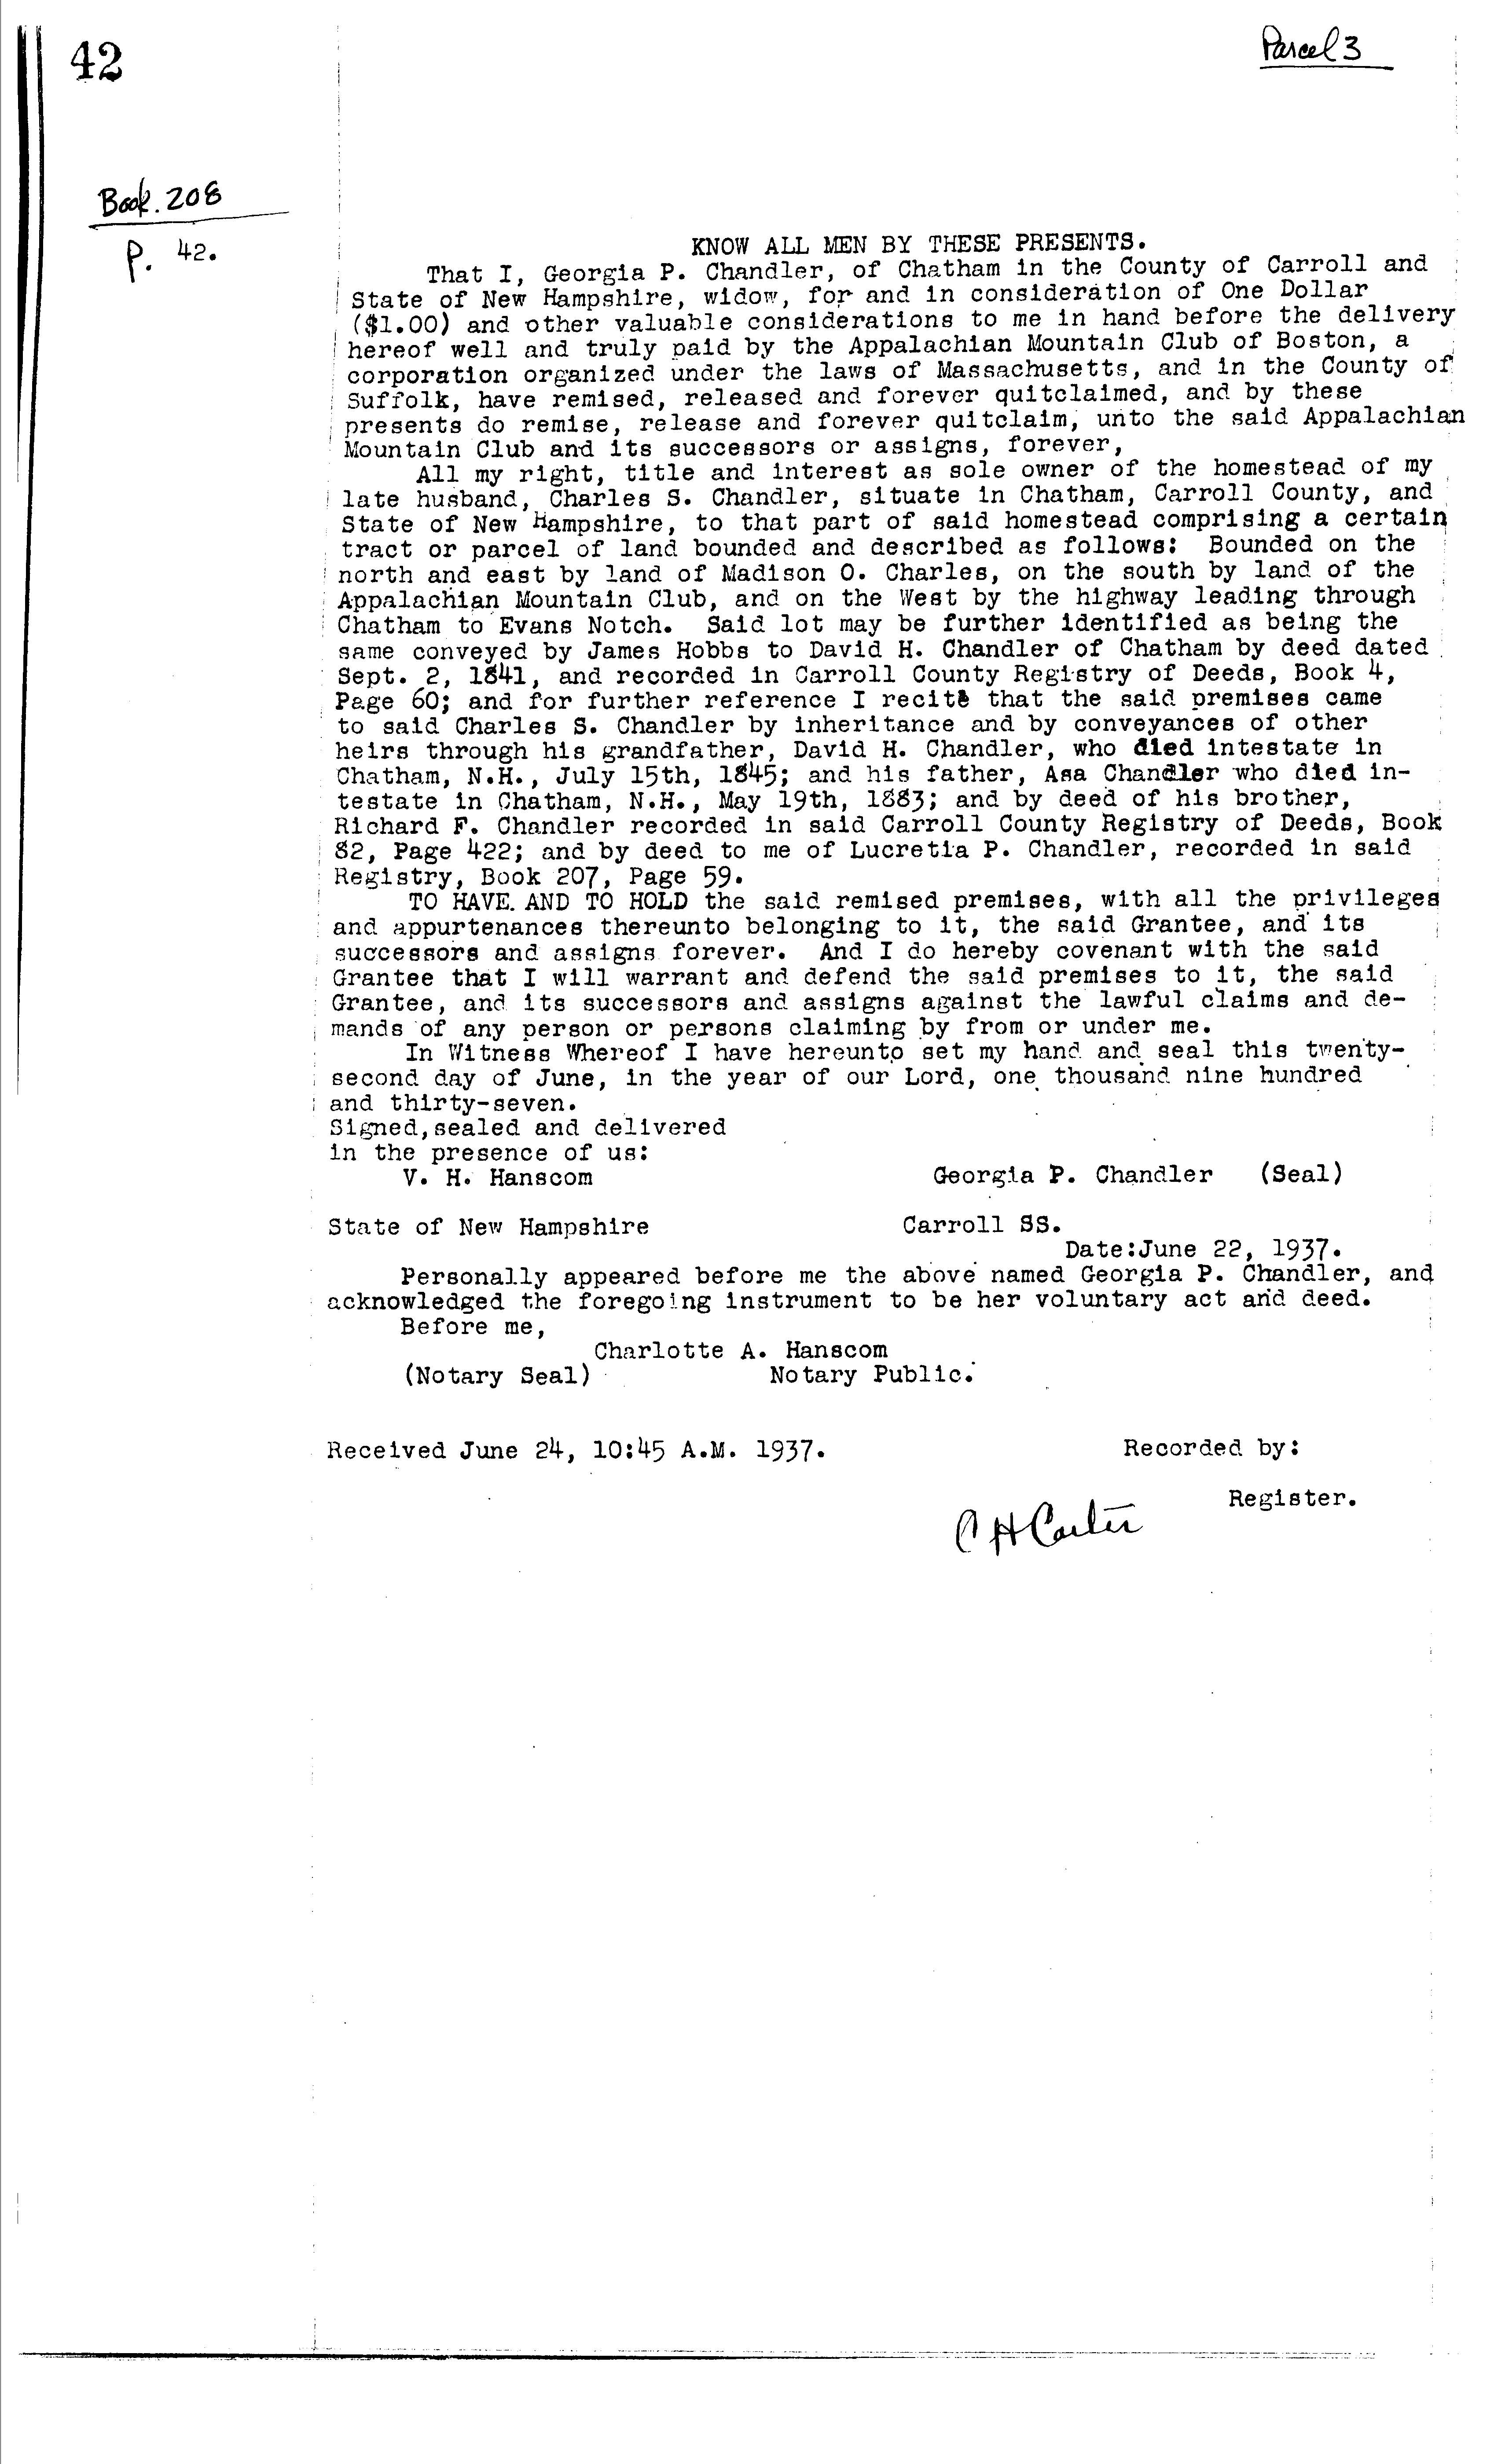 42
Parcel 3
Book. 208
P. 42.
KNOW ALL MEN BY THESE PRESENTS.
That I, Georgia P. Chandler, of Chatham in the County of Carroll and
State of New Hampshire, widow, for and in consideration of One Dollar
($1.00) and other valuable considerations to me in hand before the delivery
hereof well and truly paid by the Appalachian Mountain Club of Boston, a
corporation organized under the laws of Massachusetts, and in the County of
Suffolk, have remised, released and forever quitclaimed, and by these
presents do remise, release and forever quitclaim, unto the said Appalachian
Mountain Club and its successors or assigns, forever,
All my right, title and interest as sole owner of the homestead of my
late husband, Charles S. Chandler, situate in Chatham, Carroll County, and
State of New Hampshire, to that part of said homestead comprising a certain
tract or parcel of land bounded and described as follows: Bounded on the
north and east by land of Madison O. Charles, on the south by land of the
Appalachian Mountain Club, and on the West by the highway leading through
Chatham to Evans Notch. Said lot may be further identified as being the
same conveyed by James Hobbs to David H. Chandler of Chatham by deed dated
Sept. 2, 1841, and recorded in Carroll County Registry of Deeds, Book 4,
Page 60; and for further reference I recite that the said premises came
to said Charles S. Chandler by inheritance and by conveyances of other
heirs through his grandfather, David H. Chandler, who died intestate in
Chatham, N.H., July 15th, 1845; and his father, Asa Chandler who died in-
testate in Chatham, N.H., May 19th, 1883; and by deed of his brother,
Richard F. Chandler recorded in said Carroll County Registry of Deeds, Book
82, Page 422; and by deed to me of Lucretia P. Chandler, recorded in said
Registry, Book 207, Page 59.
TO HAVE AND TO HOLD the said remised premises, with all the privileges
and appurtenances thereunto belonging to it, the said Grantee, and its
successors and assigns forever. And I do hereby covenant with the said
Grantee that I will warrant and defend the said premises to it, the said
Grantee, and its successors and assigns against the lawful claims and de-
mands of any person or persons claiming by from or under me.
In Witness Whereof I have hereunto set my hand and seal this twenty-
second day of June, in the year of our Lord, one thousand nine hundred
and thirty-seven.
Signed,sealed and delivered
in the presence of us:
V. H. Hanscom Georgia P. Chandler (Seal)
State of New Hampshire Carroll SS.
Date:June 22, 1937.
Personally appeared before me the above named Georgia P. Chandler, and
acknowledged the foregoing instrument to be her voluntary act and deed.
Before me,
Charlotte A. Hanscom
(Notary Seal) Notary Public.
Received June 24, 10:45 A.M. 1937. Recorded by:
Register.
C H Carter